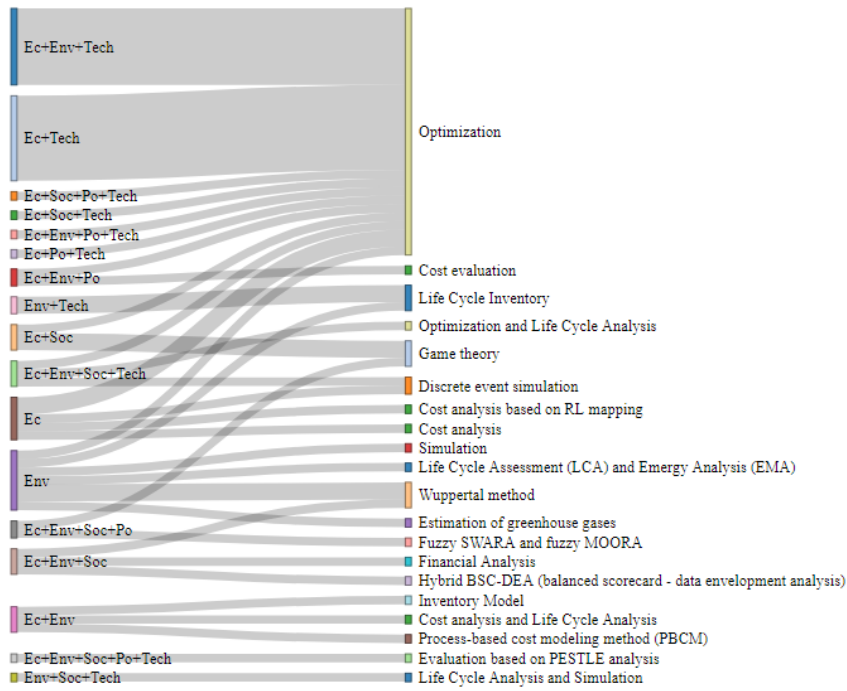 Ec+Env+Tech
Ec+Tech
Ec+Soc+Po+Tech
Ec+Soc+Tech
Ec+Env+Po+Tech
Ec+Po+Tech
Ec+Env+Po
Env+Tech
Ec+Soc
Ec+Env+Soc+Tech
Ec
Env
Ec+Env+Soc+Po
Ec+Env+Soc
Ec+Env
Ec+Env+Soc+Po+Tech
Env+Soc+Tech
Optimization
Cost evaluation
Life Cycle Inventory
Optimization and Life Cycle Analysis
Game theory
Discrete event simulation
Cost analysis based on RL mapping
Cost analysis
Simulation
Life Cycle Assessment (LCA) and Emergy Analysis (EMA)
Wuppertal method
Estimation of greenhouse gases
Fuzzy SWARA and fuzzy MOORA
Financial Analysis
Hybrid BSC-DEA (balanced scorecard - data envelopment analysis)
Inventory Model
Cost analysis and Life Cycle Analysis
Process-based cost modeling method (PBCM)
Evaluation based on PESTLE analysis
Life Cycle Analysis and Simulation